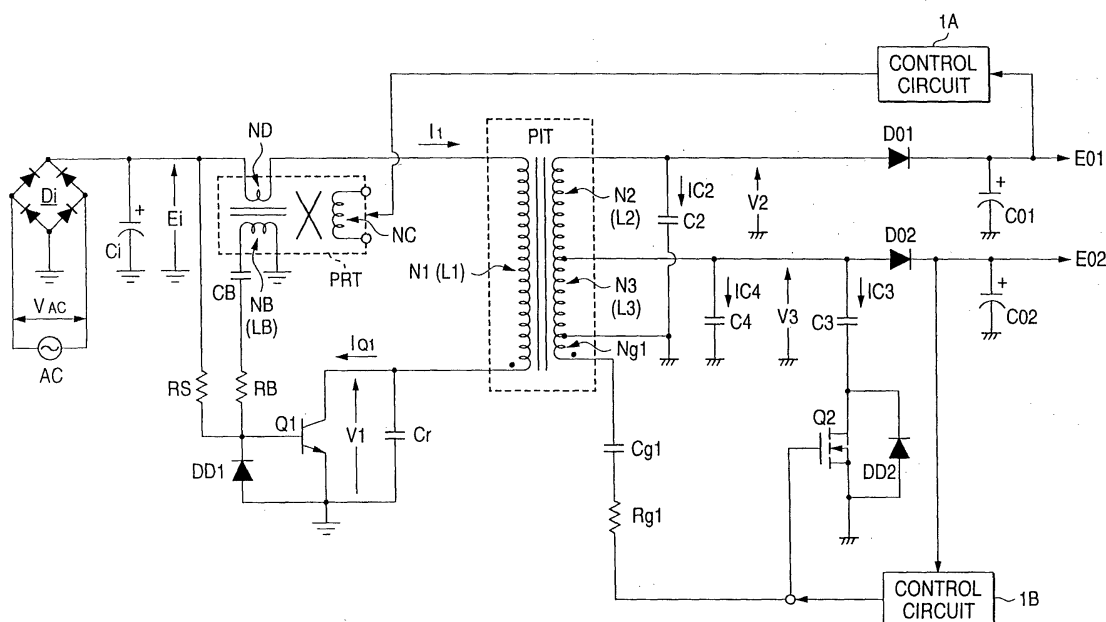 1A
CONTROL
CIRCUIT
ND
I1
PIT
D01
E01
Di
Ci
+
Ei
NC
PRT
CB
NB
(LB)
N1 (L1)
N2
(L2)
IC2
C2
V2
+
C01
D02
E02
N3
(L3)
Ng1
IC4
C4
V3
IC3
C3
+
C02
VAC
AC
RS
RB
IQ1
Q1
V1
Cr
DD1
Cg1
Rg1
Q2
DD2
CONTROL
CIRCUIT
1B